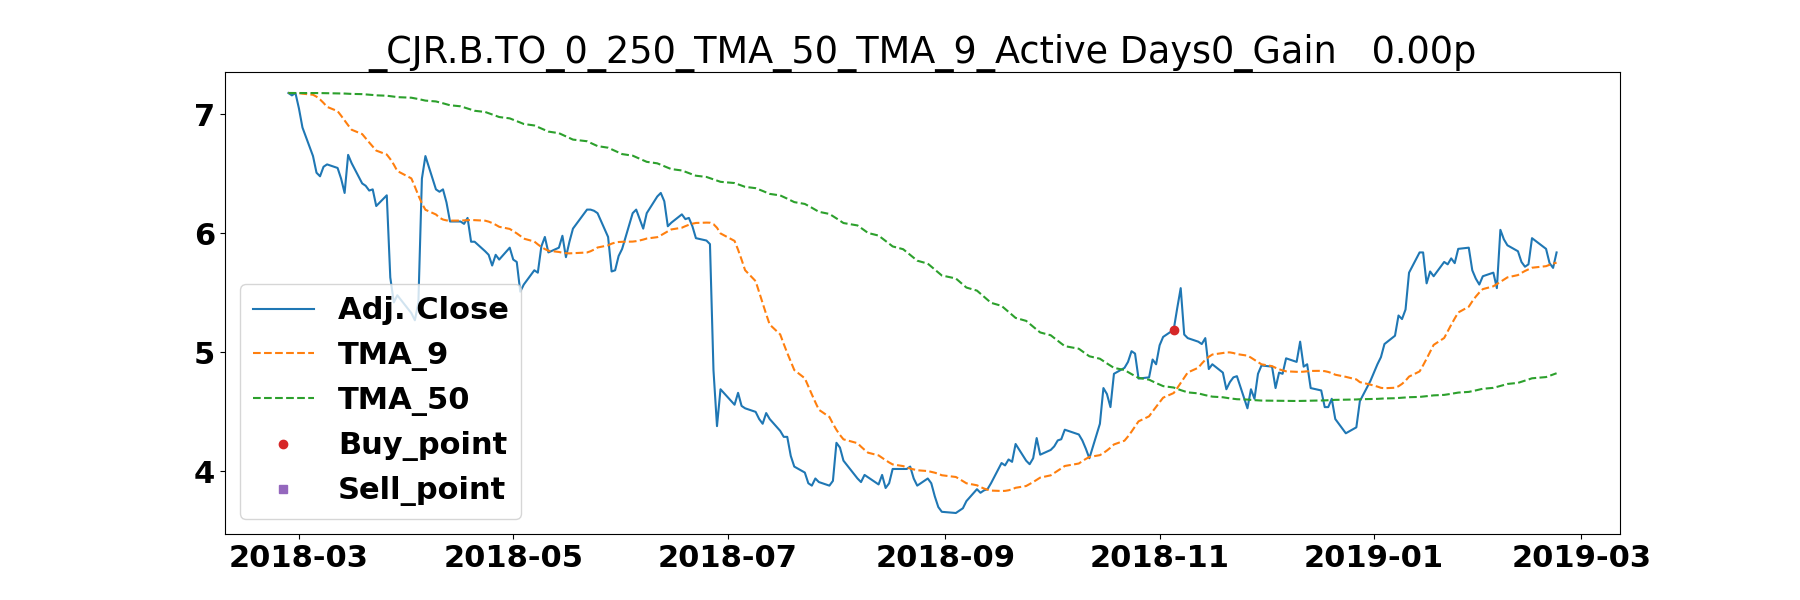 _CJR.B.TO_0_250_TMA_50_TMA_9_Active Days0_Gain   0.00p
7
6
5
4
Adj. Close
TMA_9
TMA_50
Buy_point
Sell_point
2018-03 2018-05 2018-07 2018-09 2018-11 2019-01 2019-03